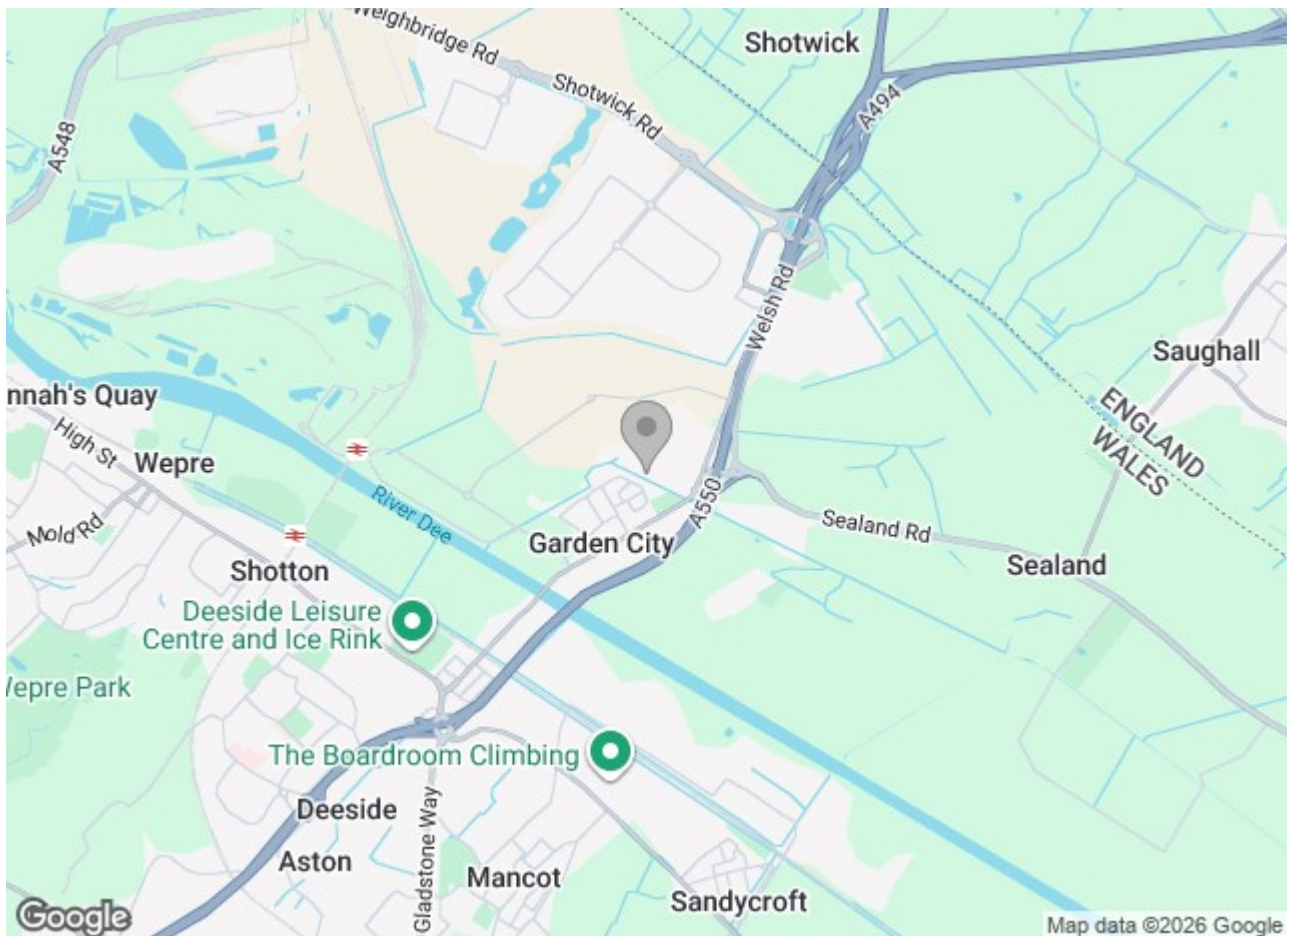 Weighbridge Rd
Shotwick
Shotwick Rd
A494
A548
Welsh Rd
Saughall
ENGLAND
WALES
nnah's Quay
High St
Wepre
River Dee
A550
Mold Rd
Garden City
Sealand Rd
Sealand
Shotton
Deeside Leisure
Centre and Ice Rink
Wepre Park
The Boardroom Climbing
Deeside
Gladstone Way
Aston
Mancot
Sandycroft
Google
Map data ©2026 Google